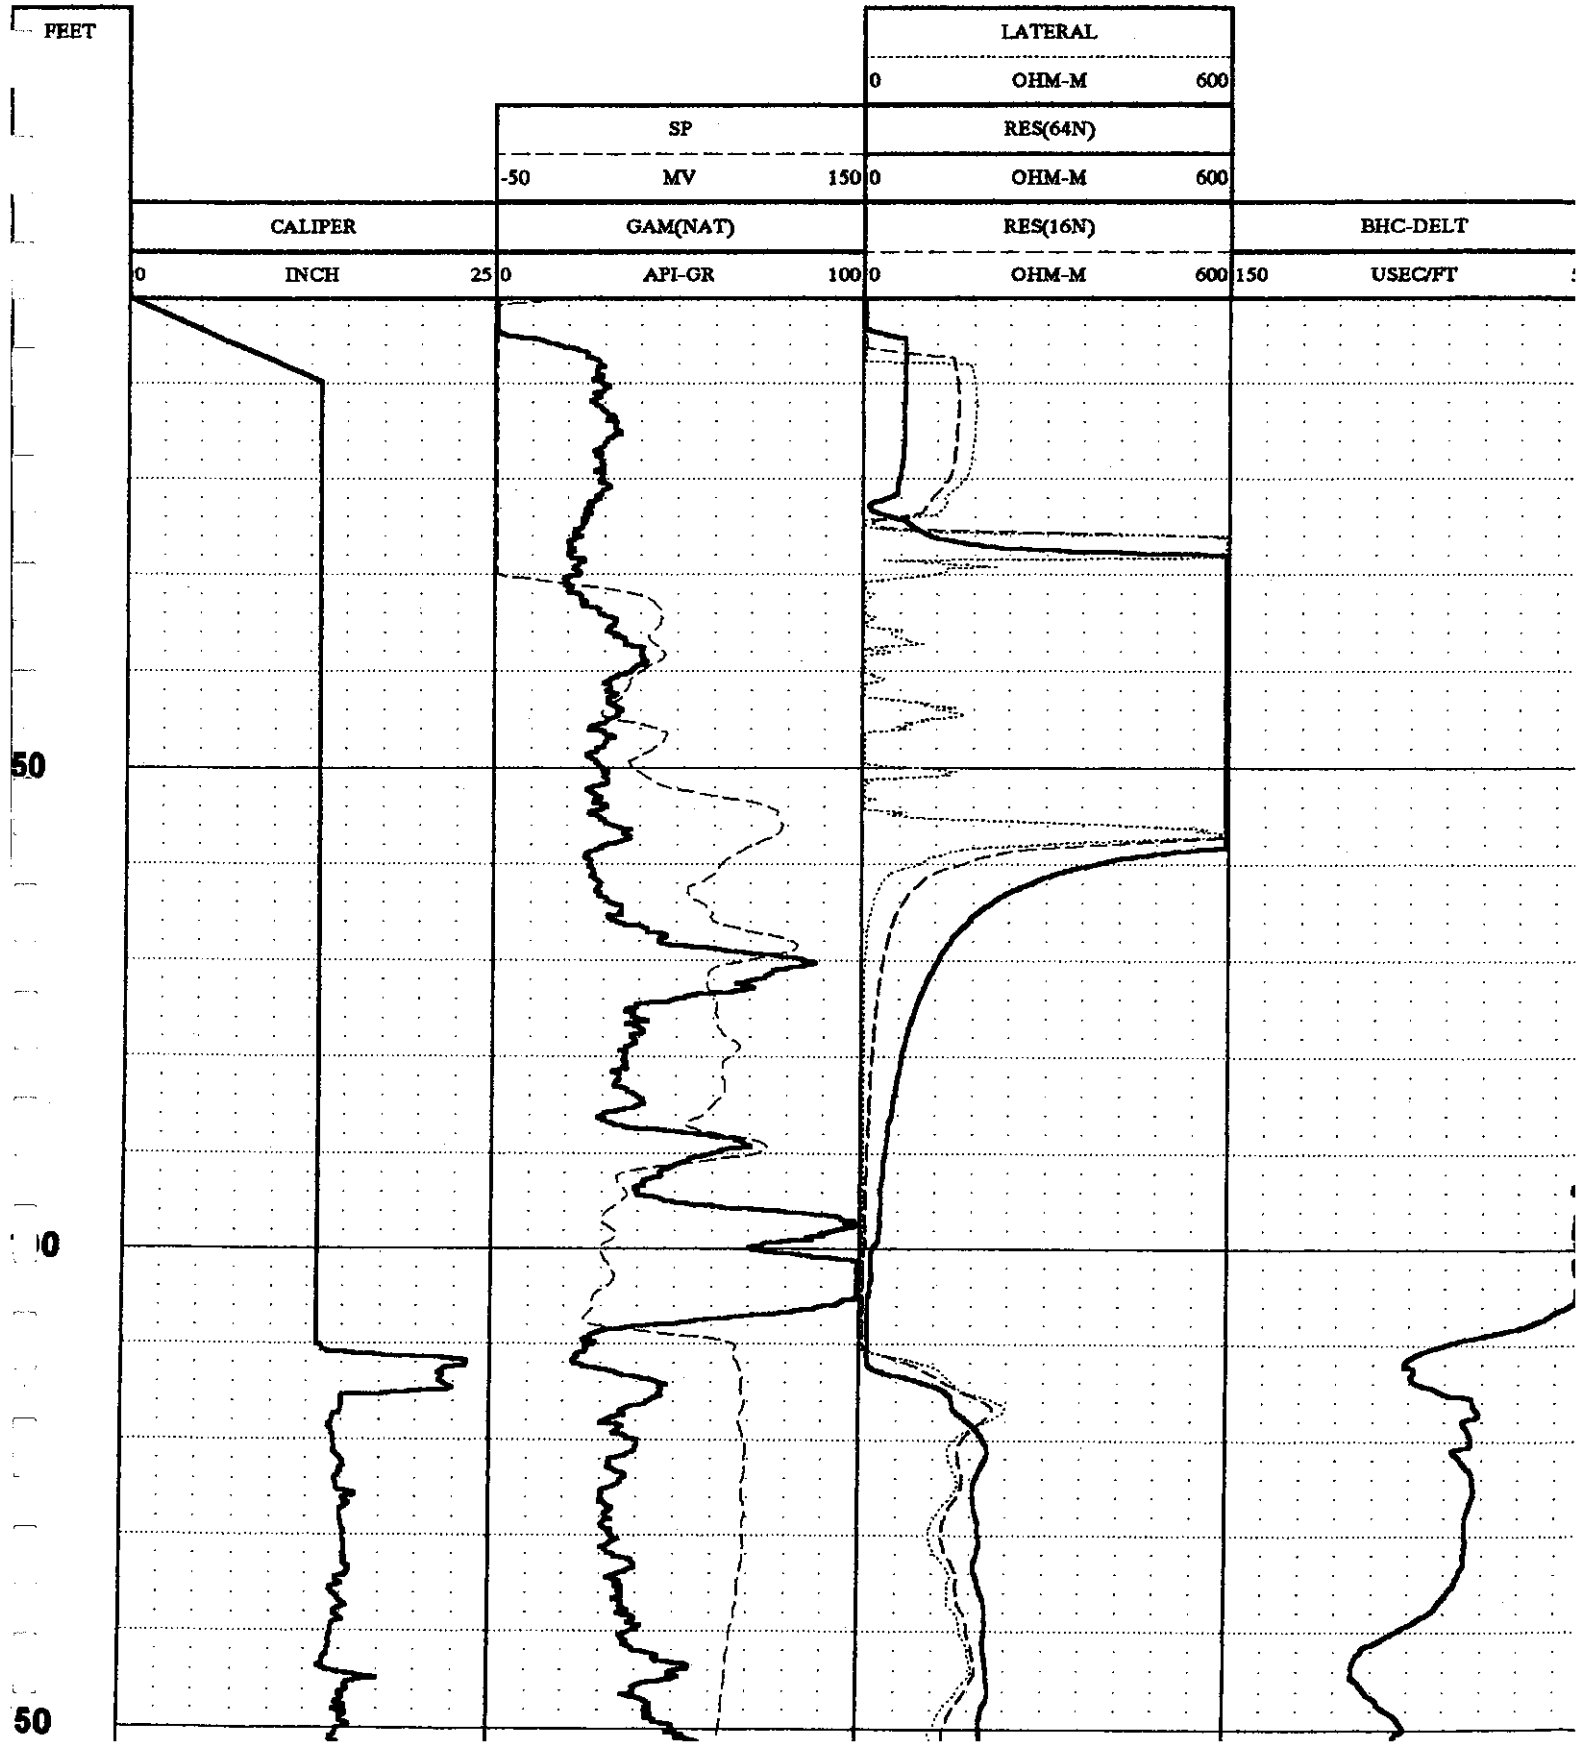 FEET
LATERAL
0 OHM-M 600
SP RES(64N)
-50 MV 150 0 OHM-M 600
CALIPER GAM(NAT) RES(16N) BHC-DELT
0 INCH 25 0 API-GR 100 0 OHM-M 600 150 USEC/FT
50
00
50